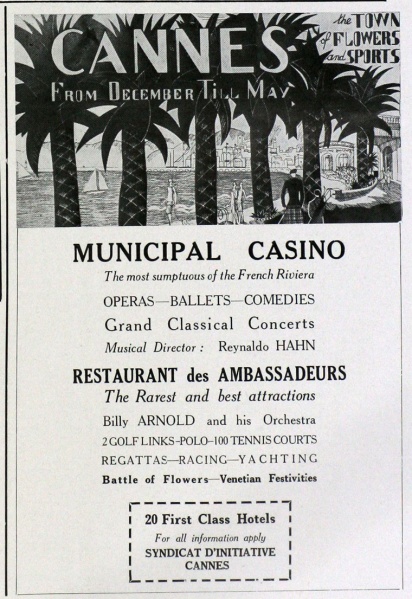 CANNES
FROM DECEMBER TILL MAY
the TOWN
of FLOWERS
and SPORTS
MUNICIPAL CASINO
The most sumptuous of the French Riviera
OPERAS—BALLETS—COMEDIES
Grand Classical Concerts
Musical Director : Reynaldo HAHN
RESTAURANT des AMBASSADEURS
The Rarest and best attractions
Billy ARNOLD and his Orchestra
2 GOLF LINKS-POLO-100 TENNIS COURTS
REGATTAS—RACING—YACHTING
Battle of Flowers—Venetian Festivities
20 First Class Hotels
For all information apply
SYNDICAT D'INITIATIVE
CANNES